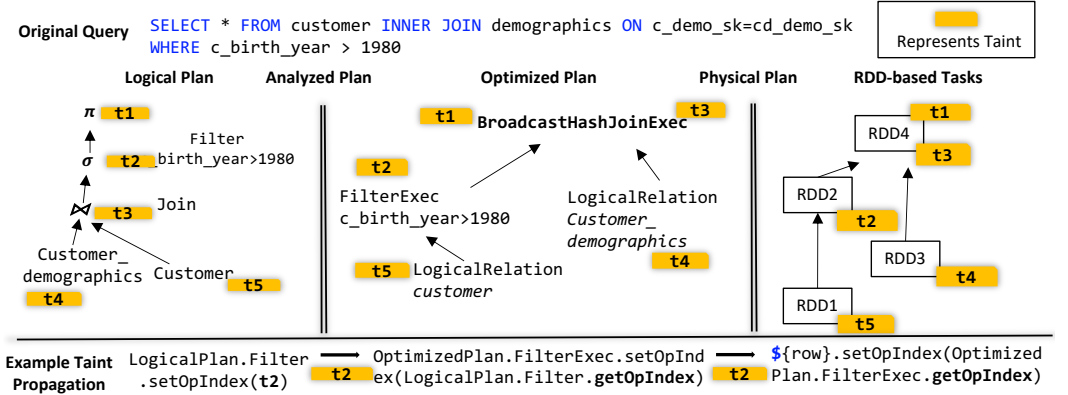 Original Query
SELECT * FROM customer INNER JOIN demographics ON c_demo_sk=cd_demo_sk
WHERE c_birth_year > 1980
Represents Taint
Logical Plan
Analyzed Plan
Optimized Plan
Physical Plan
RDD-based Tasks
π t1
Filter
σ t2 _birth_year>1980
⋈ t3 Join
Customer_
demographics
t4
Customer
t5
t1 BroadcastHashJoinExec t3
t2
FilterExec
c_birth_year>1980
t5 LogicalRelation
customer
LogicalRelation
Customer_
demographics
t4
t1
RDD4
t3
RDD2
t2
RDD3
t4
RDD1
t5
Example Taint
Propagation
LogicalPlan.Filter
.setOpIndex(t2)
t2
OptimizedPlan.FilterExec.setOpInd
ex(LogicalPlan.Filter.getOpIndex)
t2
${row}.setOpIndex(Optimized
Plan.FilterExec.getOpIndex)